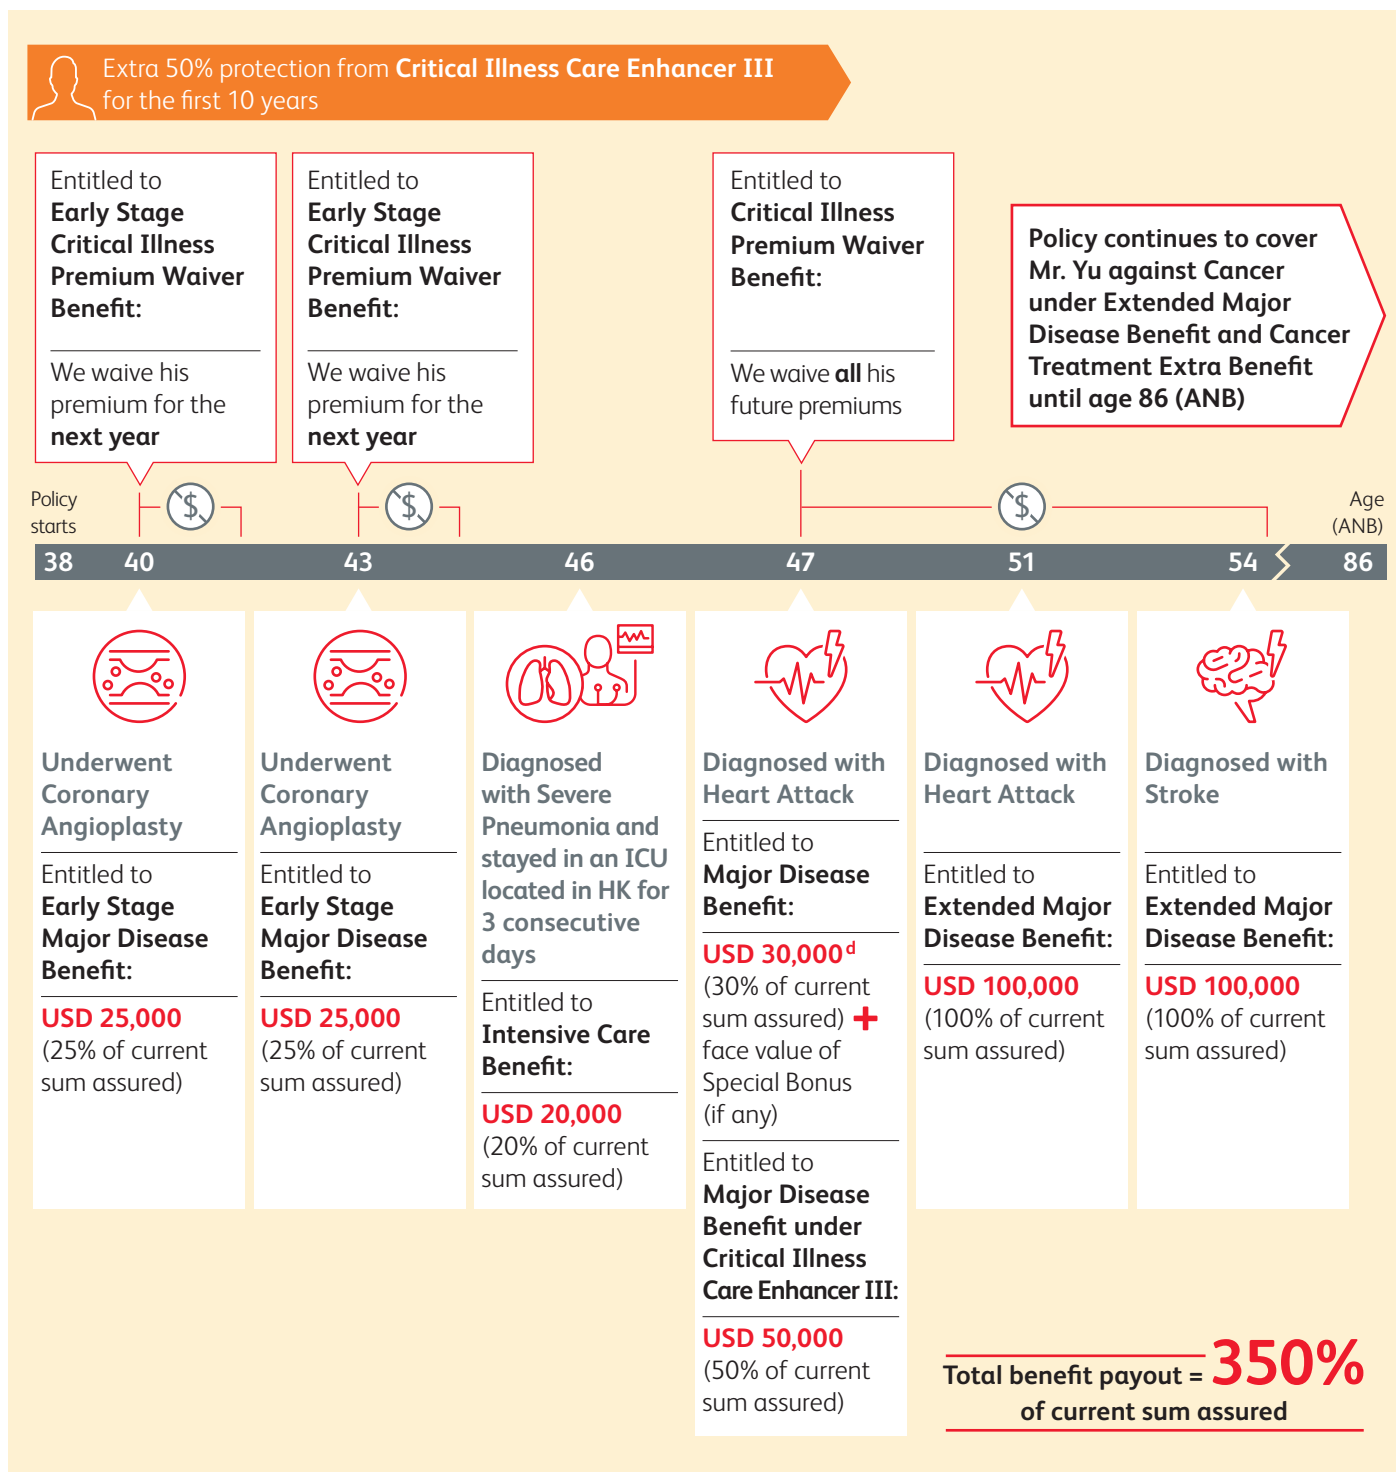 Extra 50% protection from Critical Illness Care Enhancer III
for the first 10 years
Entitled to
Early Stage
Critical Illness
Premium Waiver
Benefit:
We waive his
premium for the
next year
Entitled to
Early Stage
Critical Illness
Premium Waiver
Benefit:
We waive his
premium for the
next year
Entitled to
Critical Illness
Premium Waiver
Benefit:
We waive all his
future premiums
Policy continues to cover
Mr. Yu against Cancer
under Extended Major
Disease Benefit and Cancer
Treatment Extra Benefit
until age 86 (ANB)
Policy
starts
$
$
$
Age
(ANB)
38 40 43 46 47 51 54 86
Underwent
Coronary
Angioplasty
Entitled to
Early Stage
Major Disease
Benefit:
USD 25,000
(25% of current
sum assured)
Underwent
Coronary
Angioplasty
Entitled to
Early Stage
Major Disease
Benefit:
USD 25,000
(25% of current
sum assured)
Diagnosed
with Severe
Pneumonia and
stayed in an ICU
located in HK for
3 consecutive
days
Entitled to
Intensive Care
Benefit:
USD 20,000
(20% of current
sum assured)
Diagnosed with
Heart Attack
Entitled to
Major Disease
Benefit:
USD 30,000ᵈ
(30% of current
sum assured) +
face value of
Special Bonus
(if any)
Entitled to
Major Disease
Benefit under
Critical Illness
Care Enhancer III:
USD 50,000
(50% of current
sum assured)
Diagnosed with
Heart Attack
Entitled to
Extended Major
Disease Benefit:
USD 100,000
(100% of current
sum assured)
Diagnosed with
Stroke
Entitled to
Extended Major
Disease Benefit:
USD 100,000
(100% of current
sum assured)
Total benefit payout = 350%
of current sum assured